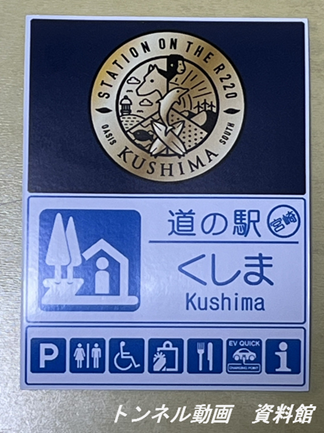 STATION ON THE R220
OASIS SOUTH
KUSHIMA
道の駅 宮崎
くしま
Kushima
P EV QUICK i
CHARGING POINT
トンネル動画 資料館